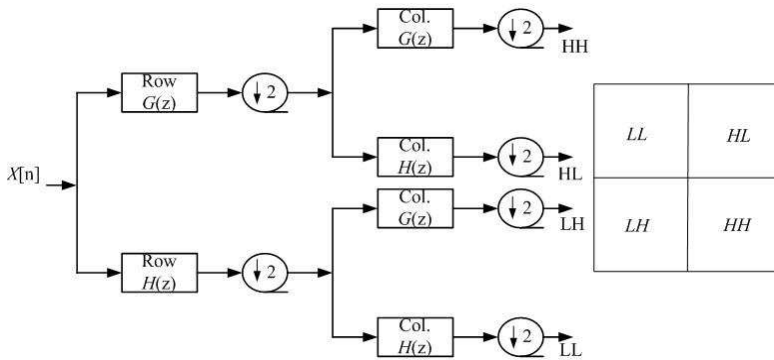 Col.
G(z)
2
HH
Row
G(z)
2
Col.
H(z)
2
HL
X[n]
Col.
G(z)
2
LH
Row
H(z)
2
Col.
H(z)
2
LL
LL
HL
LH
HH